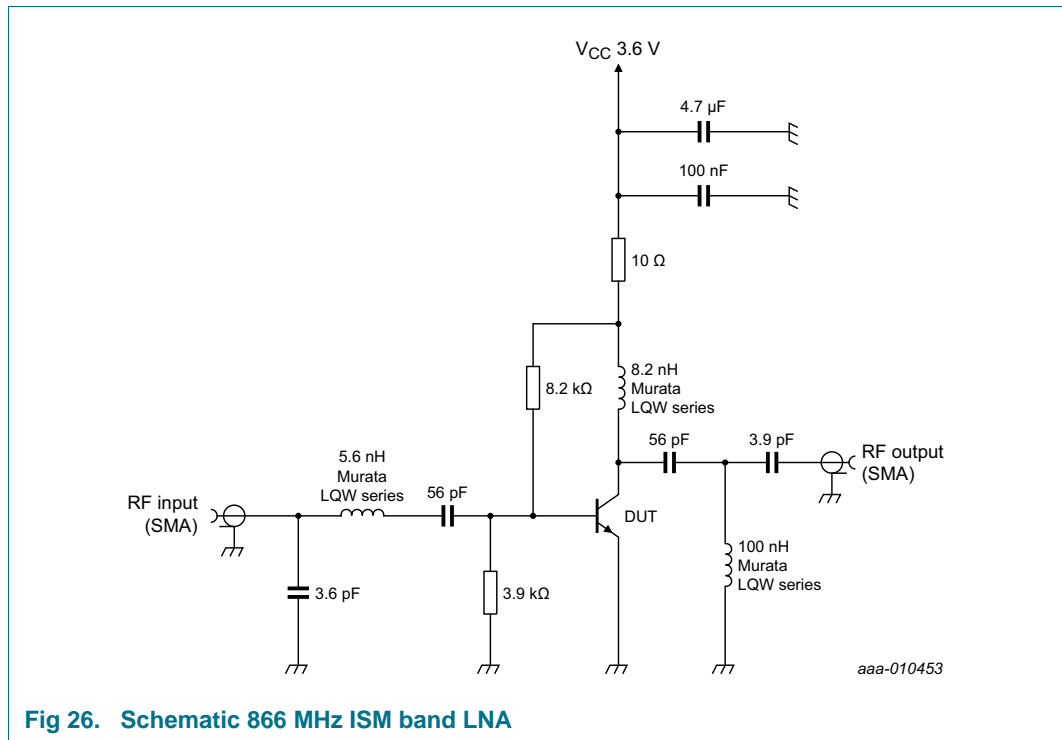 VCC 3.6 V
4.7 µF
100 nF
10 Ω
8.2 kΩ
8.2 nH
Murata
LQW series
56 pF
3.9 pF
RF output
(SMA)
5.6 nH
Murata
LQW series
56 pF
RF input
(SMA)
DUT
100 nH
Murata
LQW series
3.6 pF
3.9 kΩ
aaa-010453
Fig 26. Schematic 866 MHz ISM band LNA